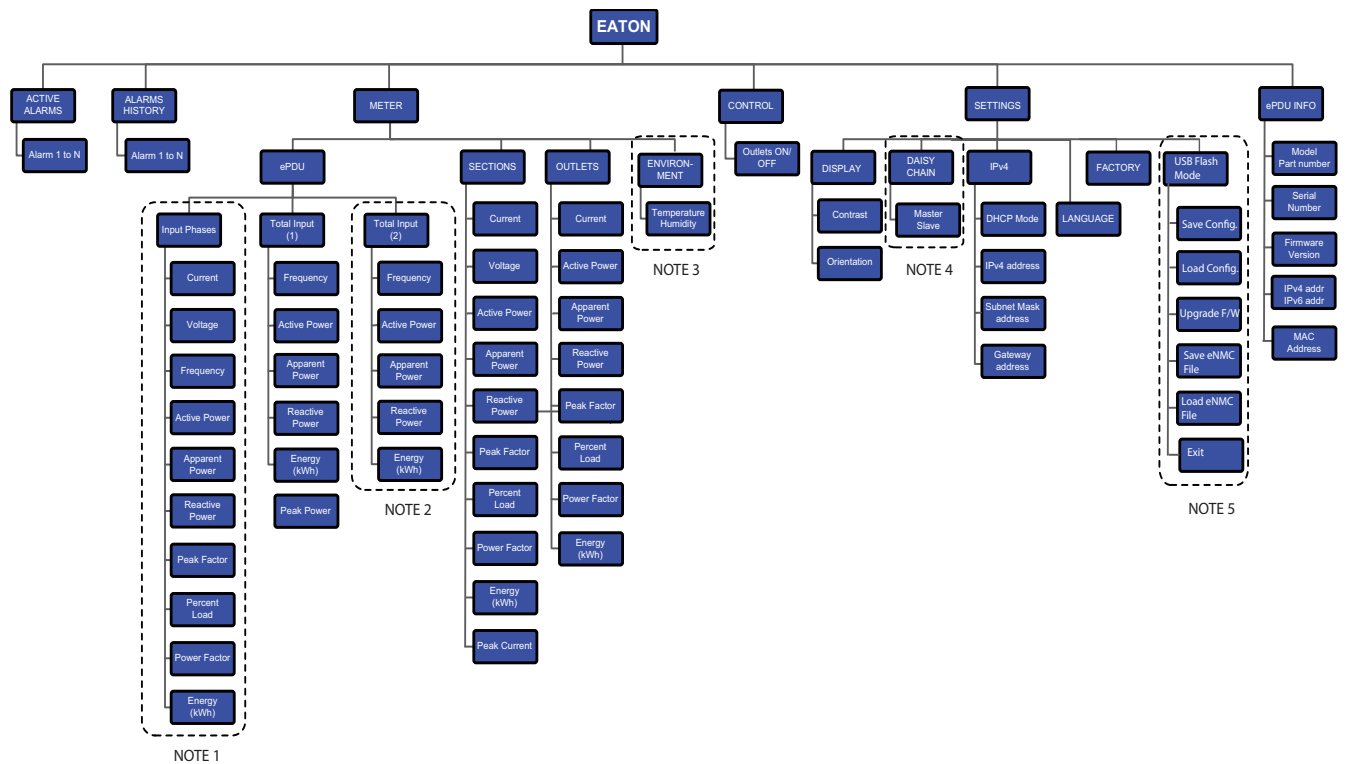 EATON
ACTIVE
ALARMS
Alarm 1 to N
ALARMS
HISTORY
Alarm 1 to N
METER
ePDU
Input Phases
Current
Voltage
Frequency
Active Power
Apparent
Power
Reactive
Power
Peak Factor
Percent
Load
Power Factor
Energy
(kWh)
NOTE 1
Total Input
(1)
Frequency
Active Power
Apparent
Power
Reactive
Power
Energy
(kWh)
Peak Power
Total Input
(2)
Frequency
Active Power
Apparent
Power
Reactive
Power
Energy
(kWh)
NOTE 2
SECTIONS
Current
Voltage
Active Power
Apparent
Power
Reactive
Power
Peak Factor
Percent
Load
Power Factor
Energy
(kWh)
Peak Current
OUTLETS
Current
Active Power
Apparent
Power
Reactive
Power
Peak Factor
Percent
Load
Power Factor
Energy
(kWh)
ENVIRON-
MENT
Temperature
Humidity
NOTE 3
CONTROL
Outlets ON/
OFF
SETTINGS
DISPLAY
Contrast
Orientation
DAISY
CHAIN
Master
Slave
NOTE 4
IPv4
DHCP Mode
IPv4 address
Subnet Mask
address
Gateway
address
LANGUAGE
FACTORY
USB Flash
Mode
Save Config.
Load Config.
Upgrade F/W
Save eNMC
File
Load eNMC
File
Exit
NOTE 5
ePDU INFO
Model
Part number
Serial
Number
Firmware
Version
IPv4 addr
IPv6 addr
MAC
Address